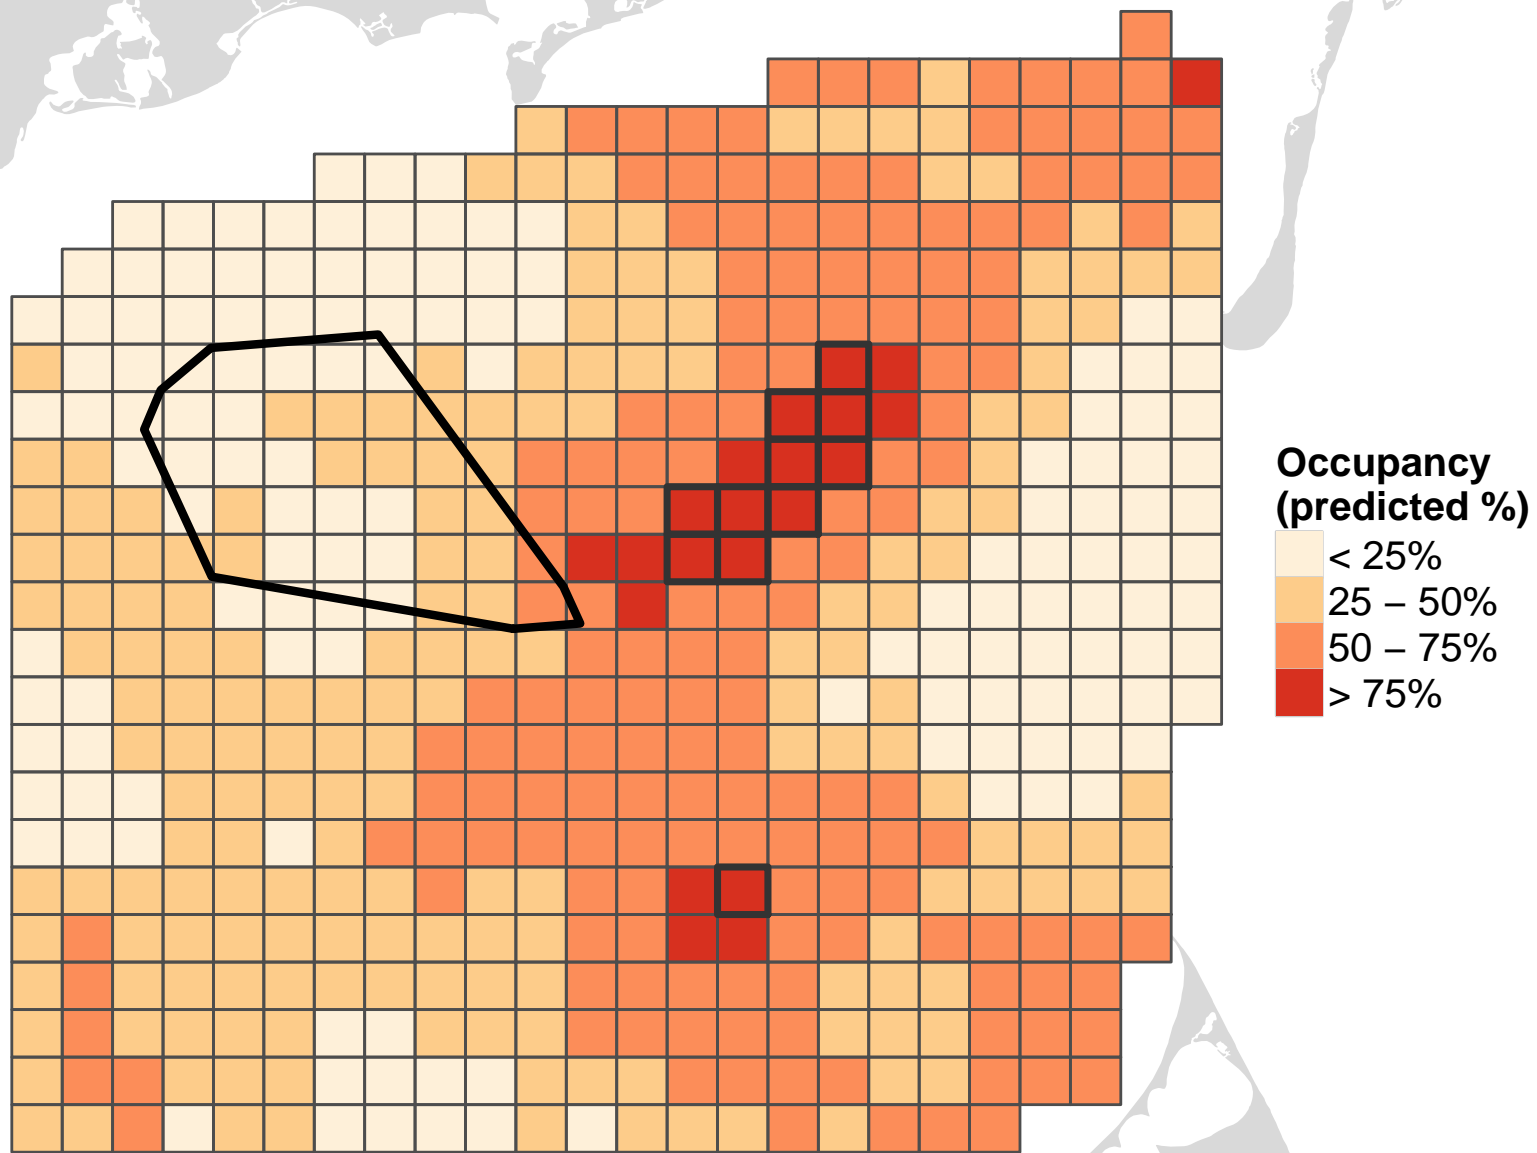 Occupancy
(predicted %)
< 25%
25 – 50%
50 – 75%
> 75%